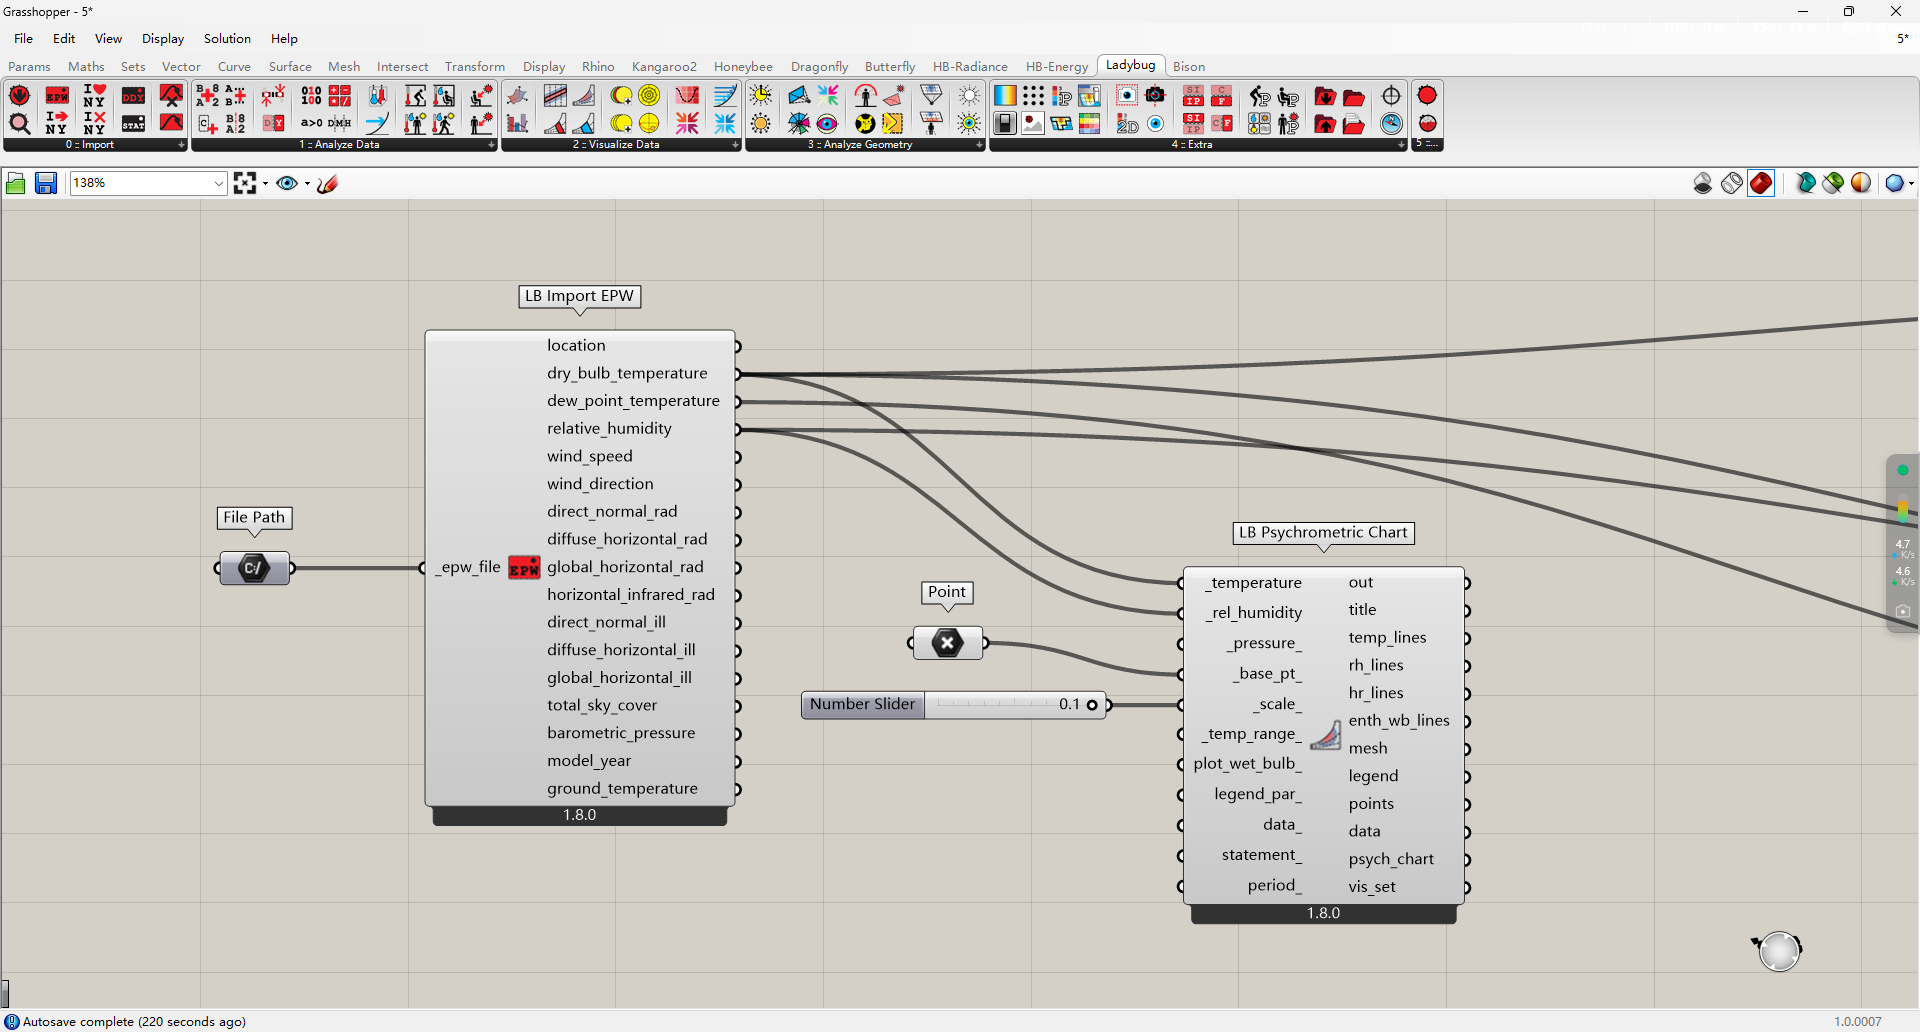 Grasshopper - 5*
File Edit View Display Solution Help
5*
Params Maths Sets Vector Curve Surface Mesh Intersect Transform Display Rhino Kangaroo2 Honeybee Dragonfly Butterfly HB-Radiance HB-Energy Ladybug Bison
0 :: Import
1 :: Analyze Data
2 :: Visualize Data
3 :: Analyze Geometry
4 :: Extra
5 ::...
138%
LB Import EPW
location
dry_bulb_temperature
dew_point_temperature
relative_humidity
wind_speed
wind_direction
direct_normal_rad
diffuse_horizontal_rad
_epw_file
EPW
global_horizontal_rad
horizontal_infrared_rad
direct_normal_ill
diffuse_horizontal_ill
global_horizontal_ill
total_sky_cover
barometric_pressure
model_year
ground_temperature
1.8.0
File Path
C:/
Point
Number Slider
0.1
LB Psychrometric Chart
_temperature
_rel_humidity
_pressure_
_base_pt_
_scale_
_temp_range_
plot_wet_bulb_
legend_par_
data_
statement_
period_
out
title
temp_lines
rh_lines
hr_lines
enth_wb_lines
mesh
legend
points
data
psych_chart
vis_set
1.8.0
4.7
K/s
4.6
K/s
Autosave complete (220 seconds ago)
1.0.0007